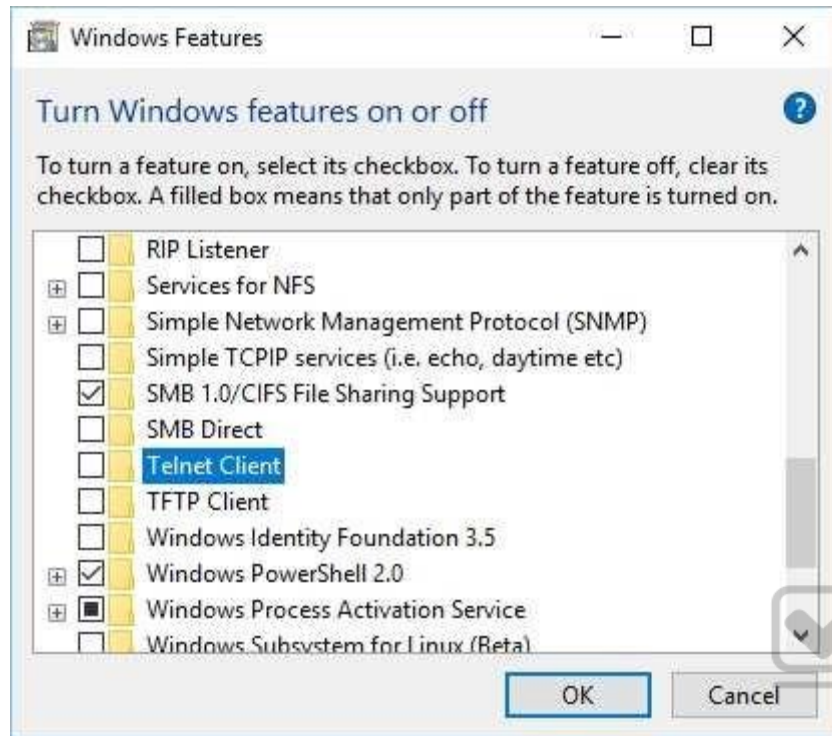 Windows Features
Turn Windows features on or off
To turn a feature on, select its checkbox. To turn a feature off, clear its
checkbox. A filled box means that only part of the feature is turned on.
RIP Listener
Services for NFS
Simple Network Management Protocol (SNMP)
Simple TCPIP services (i.e. echo, daytime etc)
SMB 1.0/CIFS File Sharing Support
SMB Direct
Telnet Client
TFTP Client
Windows Identity Foundation 3.5
Windows PowerShell 2.0
Windows Process Activation Service
Windows Subsystem for Linux (Beta)
OK Cancel